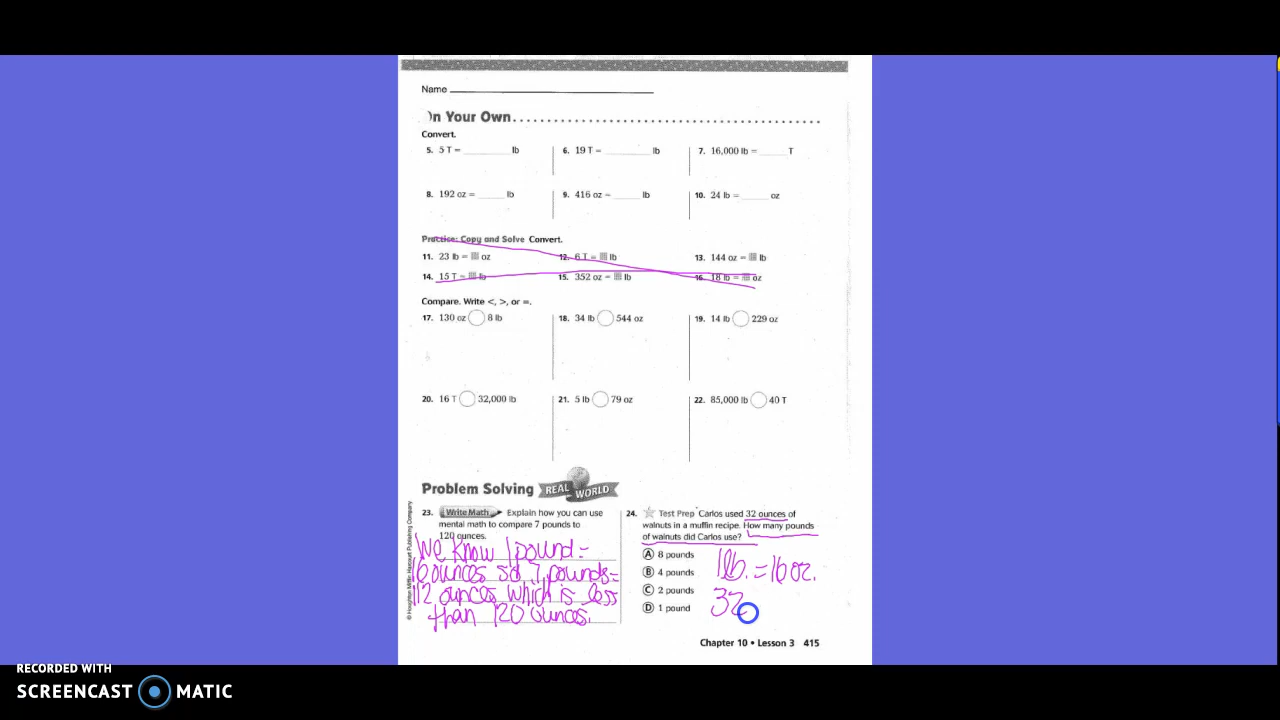 Name
On Your Own
Convert.
5. 5 T = ______ lb
6. 19 T = ______ lb
7. 16,000 lb = ______ T
8. 192 oz = ______ lb
9. 416 oz = ______ lb
10. 24 lb = ______ oz
Practice: Copy and Solve Convert.
11. 23 lb = ▦ oz
12. 6 T = ▦ lb
13. 144 oz = ▦ lb
14. 15 T = ▦ lb
15. 352 oz = ▦ lb
16. 18 lb = ▦ oz
Compare. Write <, >, or =.
17. 130 oz ◯ 8 lb
18. 34 lb ◯ 544 oz
19. 14 lb ◯ 229 oz
20. 16 T ◯ 32,000 lb
21. 5 lb ◯ 79 oz
22. 85,000 lb ◯ 40 T
Problem Solving REAL WORLD
23. Write Math Explain how you can use
mental math to compare 7 pounds to
120 ounces.
We know 1 pound =
16 ounces so 7 pounds =
112 ounces which is less
than 120 ounces.
24. Test Prep Carlos used 32 ounces of
walnuts in a muffin recipe. How many pounds
of walnuts did Carlos use?
A 8 pounds
B 4 pounds
C 2 pounds
D 1 pound
1lb. = 16 oz.
32
© Houghton Mifflin Harcourt Publishing Company
Chapter 10 • Lesson 3 415
RECORDED WITH
SCREENCAST MATIC